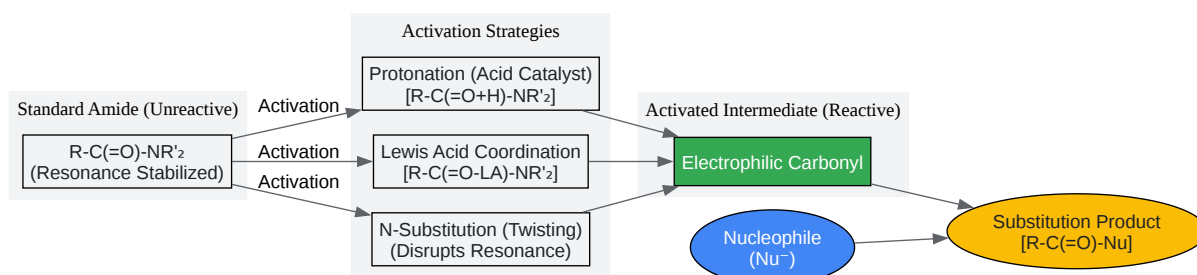 Standard Amide (Unreactive)
R-C(=O)-NR'₂
(Resonance Stabilized)
Activation
Activation
Activation
Activation Strategies
Protonation (Acid Catalyst)
[R-C(=O+H)-NR'₂]
Lewis Acid Coordination
[R-C(=O-LA)-NR'₂]
N-Substitution (Twisting)
(Disrupts Resonance)
Activated Intermediate (Reactive)
Electrophilic Carbonyl
Nucleophile
(Nu⁻)
Substitution Product
[R-C(=O)-Nu]